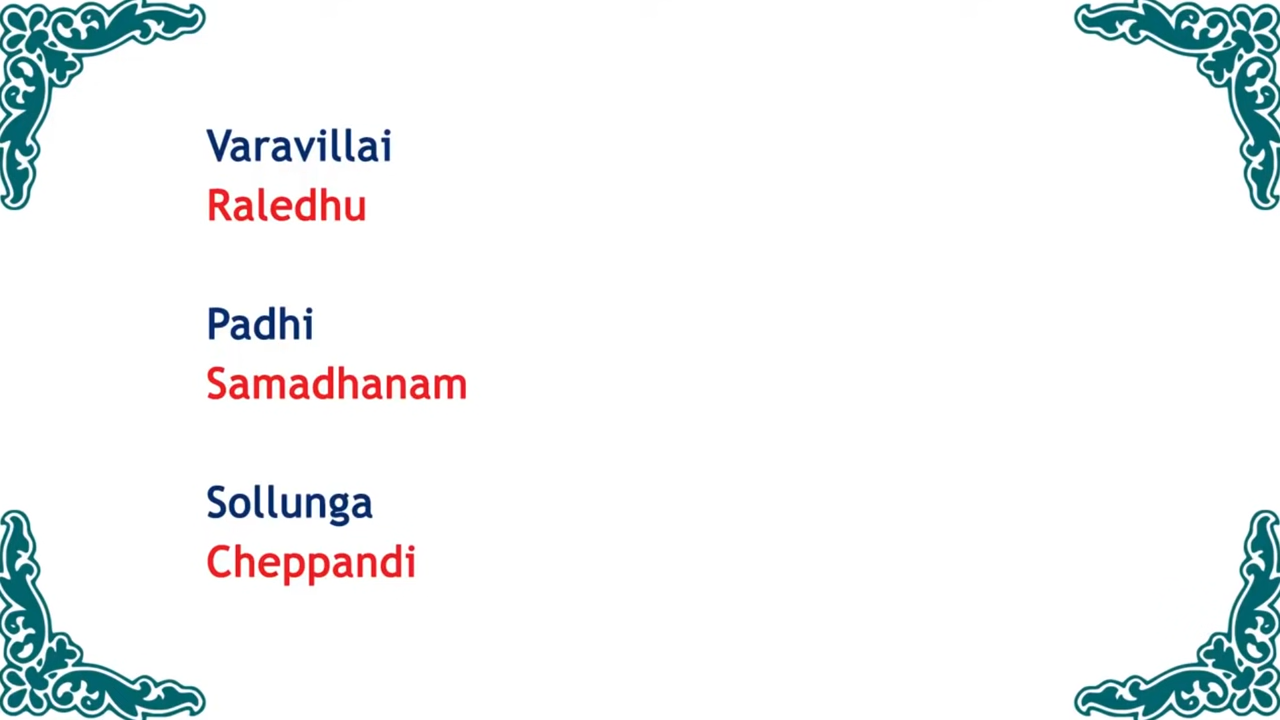 Varavillai
Raledhu
Padhi
Samadhanam
Sollunga
Cheppandi